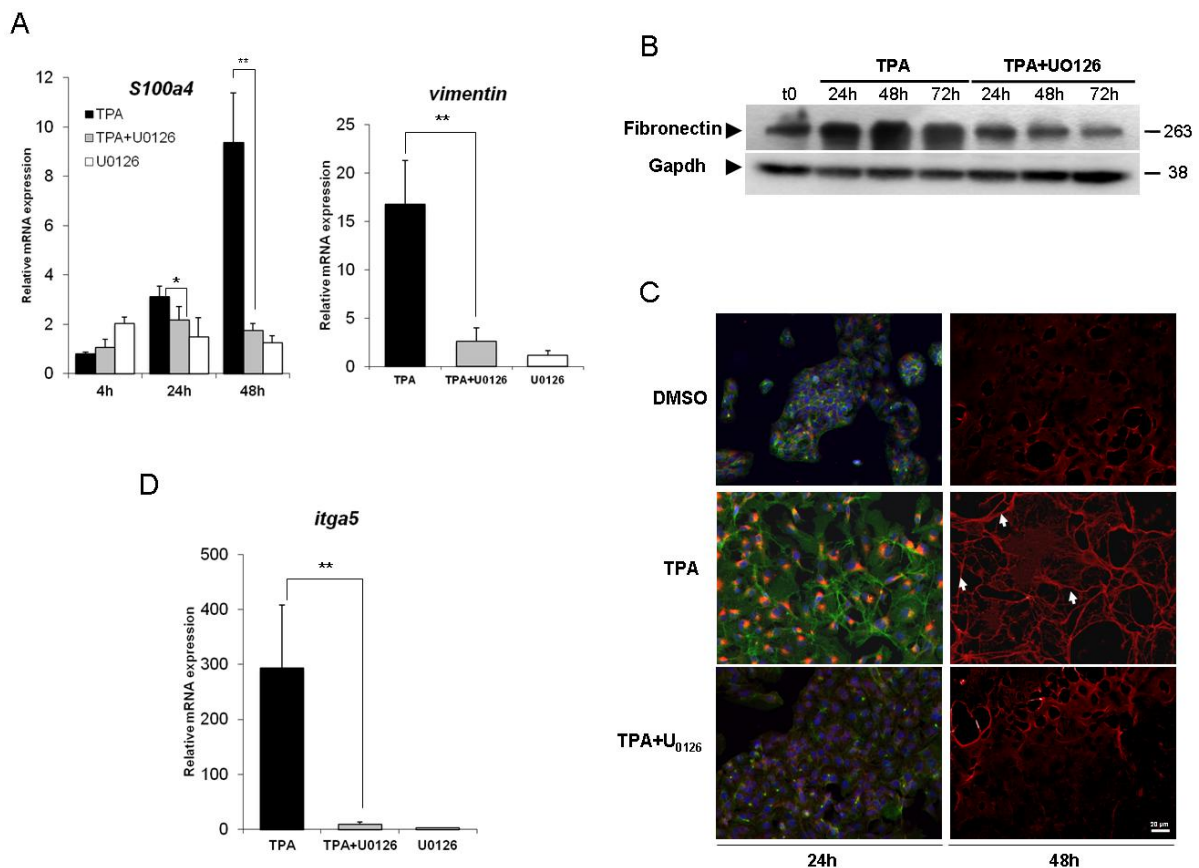 A
S100a4
TPA
TPA+U0126
U0126
**
*
Relative mRNA expression
12
10
8
6
4
2
0
4h
24h
48h
vimentin
**
Relative mRNA expression
25
20
15
10
5
0
TPA
TPA+U0126
U0126
B
TPA
TPA+UO126
t0
24h
48h
72h
24h
48h
72h
Fibronectin
263
Gapdh
38
C
DMSO
TPA
TPA+U0126
20 µm
24h
48h
D
itga5
**
Relative mRNA expression
500
400
300
200
100
0
TPA
TPA+U0126
U0126